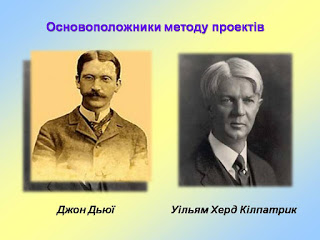 Основоположники методу проектів
Джон Дьюї
Уільям Херд Кілпатрик